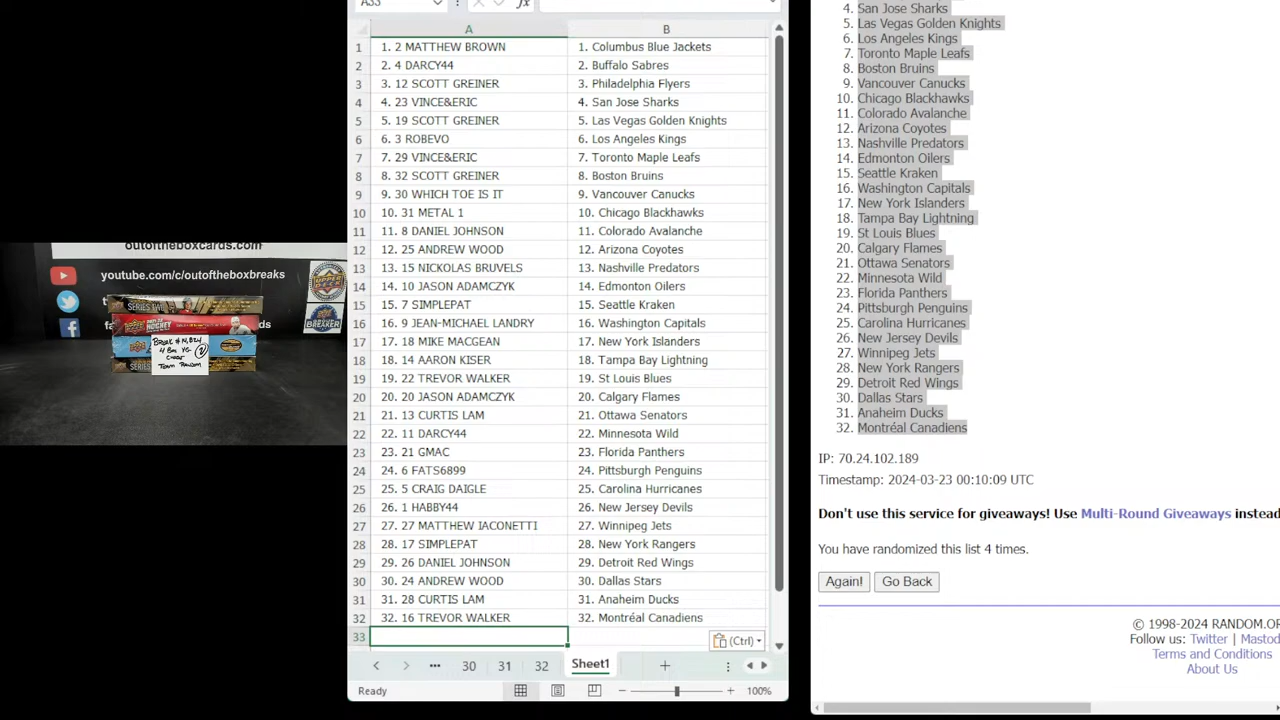 outoftheboxcards.com
youtube.com/c/outoftheboxbreaks
SERIES TWO
HOCKEY
BREAK # 14,824
4 Box YG
TEAM RANDOM
SERIES
A33
A
B
1 1. 2 MATTHEW BROWN 1. Columbus Blue Jackets
2 2. 4 DARCY44 2. Buffalo Sabres
3 3. 12 SCOTT GREINER 3. Philadelphia Flyers
4 4. 23 VINCE&ERIC 4. San Jose Sharks
5 5. 19 SCOTT GREINER 5. Las Vegas Golden Knights
6 6. 3 ROBEVO 6. Los Angeles Kings
7 7. 29 VINCE&ERIC 7. Toronto Maple Leafs
8 8. 32 SCOTT GREINER 8. Boston Bruins
9 9. 30 WHICH TOE IS IT 9. Vancouver Canucks
10 10. 31 METAL 1 10. Chicago Blackhawks
11 11. 8 DANIEL JOHNSON 11. Colorado Avalanche
12 12. 25 ANDREW WOOD 12. Arizona Coyotes
13 13. 15 NICKOLAS BRUVELS 13. Nashville Predators
14 14. 10 JASON ADAMCZYK 14. Edmonton Oilers
15 15. 7 SIMPLEPAT 15. Seattle Kraken
16 16. 9 JEAN-MICHAEL LANDRY 16. Washington Capitals
17 17. 18 MIKE MACGEAN 17. New York Islanders
18 18. 14 AARON KISER 18. Tampa Bay Lightning
19 19. 22 TREVOR WALKER 19. St Louis Blues
20 20. 20 JASON ADAMCZYK 20. Calgary Flames
21 21. 13 CURTIS LAM 21. Ottawa Senators
22 22. 11 DARCY44 22. Minnesota Wild
23 23. 21 GMAC 23. Florida Panthers
24 24. 6 FATS6899 24. Pittsburgh Penguins
25 25. 5 CRAIG DAIGLE 25. Carolina Hurricanes
26 26. 1 HABBY44 26. New Jersey Devils
27 27. 27 MATTHEW IACONETTI 27. Winnipeg Jets
28 28. 17 SIMPLEPAT 28. New York Rangers
29 29. 26 DANIEL JOHNSON 29. Detroit Red Wings
30 30. 24 ANDREW WOOD 30. Dallas Stars
31 31. 28 CURTIS LAM 31. Anaheim Ducks
32 32. 16 TREVOR WALKER 32. Montréal Canadiens
33
(Ctrl)
30 31 32 Sheet1
Ready 100%
4. San Jose Sharks
5. Las Vegas Golden Knights
6. Los Angeles Kings
7. Toronto Maple Leafs
8. Boston Bruins
9. Vancouver Canucks
10. Chicago Blackhawks
11. Colorado Avalanche
12. Arizona Coyotes
13. Nashville Predators
14. Edmonton Oilers
15. Seattle Kraken
16. Washington Capitals
17. New York Islanders
18. Tampa Bay Lightning
19. St Louis Blues
20. Calgary Flames
21. Ottawa Senators
22. Minnesota Wild
23. Florida Panthers
24. Pittsburgh Penguins
25. Carolina Hurricanes
26. New Jersey Devils
27. Winnipeg Jets
28. New York Rangers
29. Detroit Red Wings
30. Dallas Stars
31. Anaheim Ducks
32. Montréal Canadiens
IP: 70.24.102.189
Timestamp: 2024-03-23 00:10:09 UTC
Don't use this service for giveaways! Use Multi-Round Giveaways instead
You have randomized this list 4 times.
Again! Go Back
© 1998-2024 RANDOM.OR
Follow us: Twitter | Mastod
Terms and Conditions
About Us